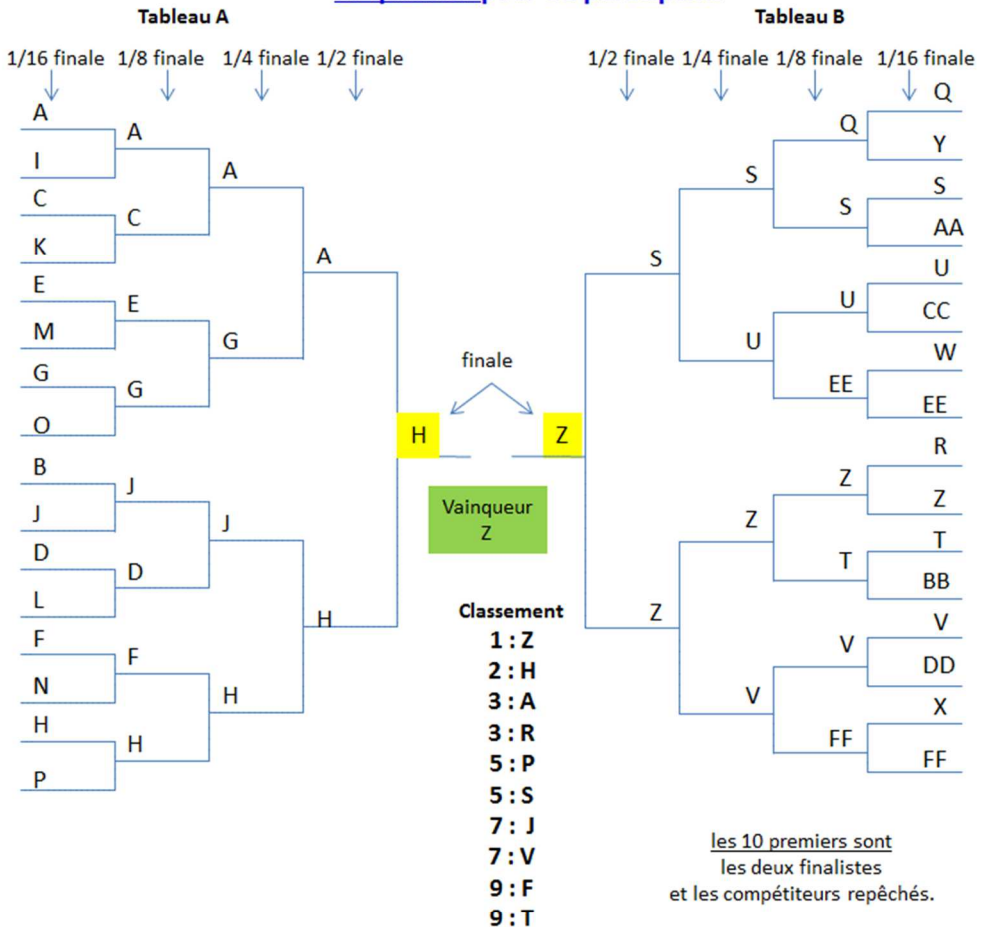 Tableau A
Tableau B
1/16 finale 1/8 finale 1/4 finale 1/2 finale
1/2 finale 1/4 finale 1/8 finale 1/16 finale
A
I
C
K
E
M
G
O
B
J
D
L
F
N
H
P
A
C
E
G
J
D
F
H
A
G
J
H
A
H
finale
H
Z
Vainqueur
Z
S
Z
S
U
Z
V
Q
S
U
EE
Z
T
V
FF
Q
Y
S
AA
U
CC
W
EE
R
Z
T
BB
V
DD
X
FF
Classement
1 : Z
2 : H
3 : A
3 : R
5 : P
5 : S
7 : J
7 : V
9 : F
9 : T
les 10 premiers sont
les deux finalistes
et les compétiteurs repêchés.